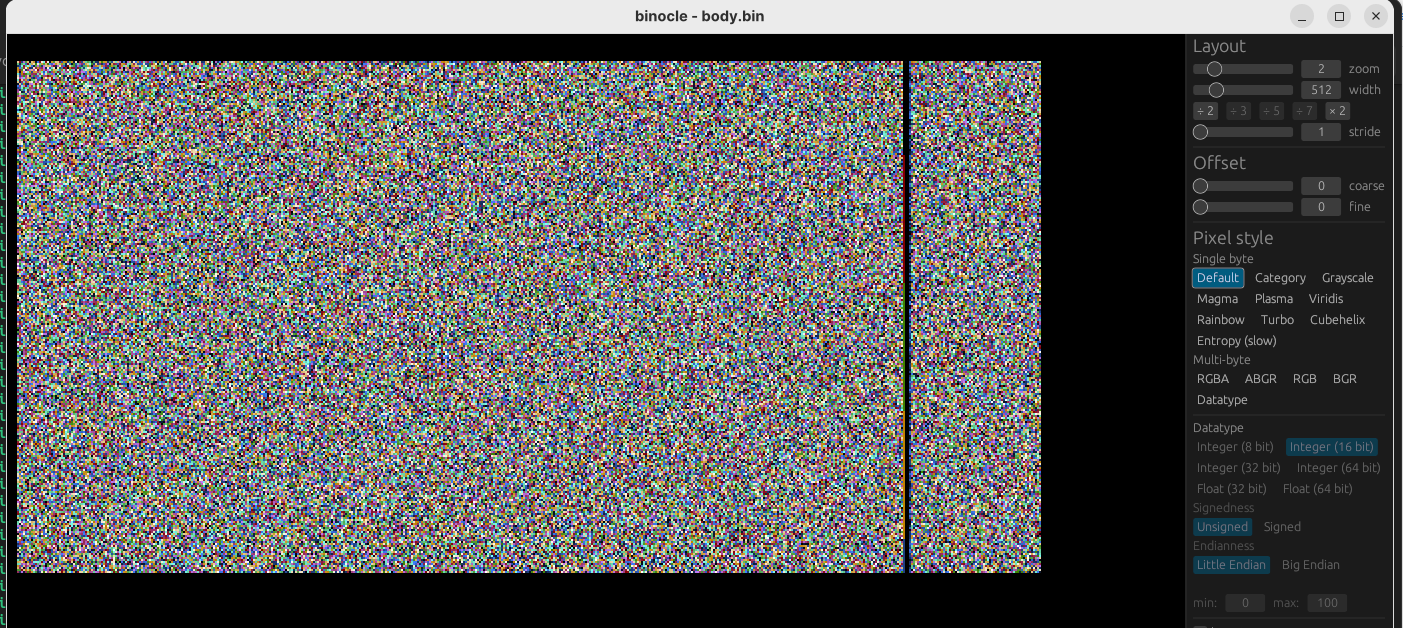 binocle - body.bin
Layout
2 zoom
512 width
÷ 2 ÷ 3 ÷ 5 ÷ 7 × 2
1 stride
Offset
0 coarse
0 fine
Pixel style
Single byte
Default Category Grayscale
Magma Plasma Viridis
Rainbow Turbo Cubehelix
Entropy (slow)
Multi-byte
RGBA ABGR RGB BGR
Datatype
Datatype
Integer (8 bit) Integer (16 bit)
Integer (32 bit) Integer (64 bit)
Float (32 bit) Float (64 bit)
Signedness
Unsigned Signed
Endianness
Little Endian Big Endian
min: 0 max: 100